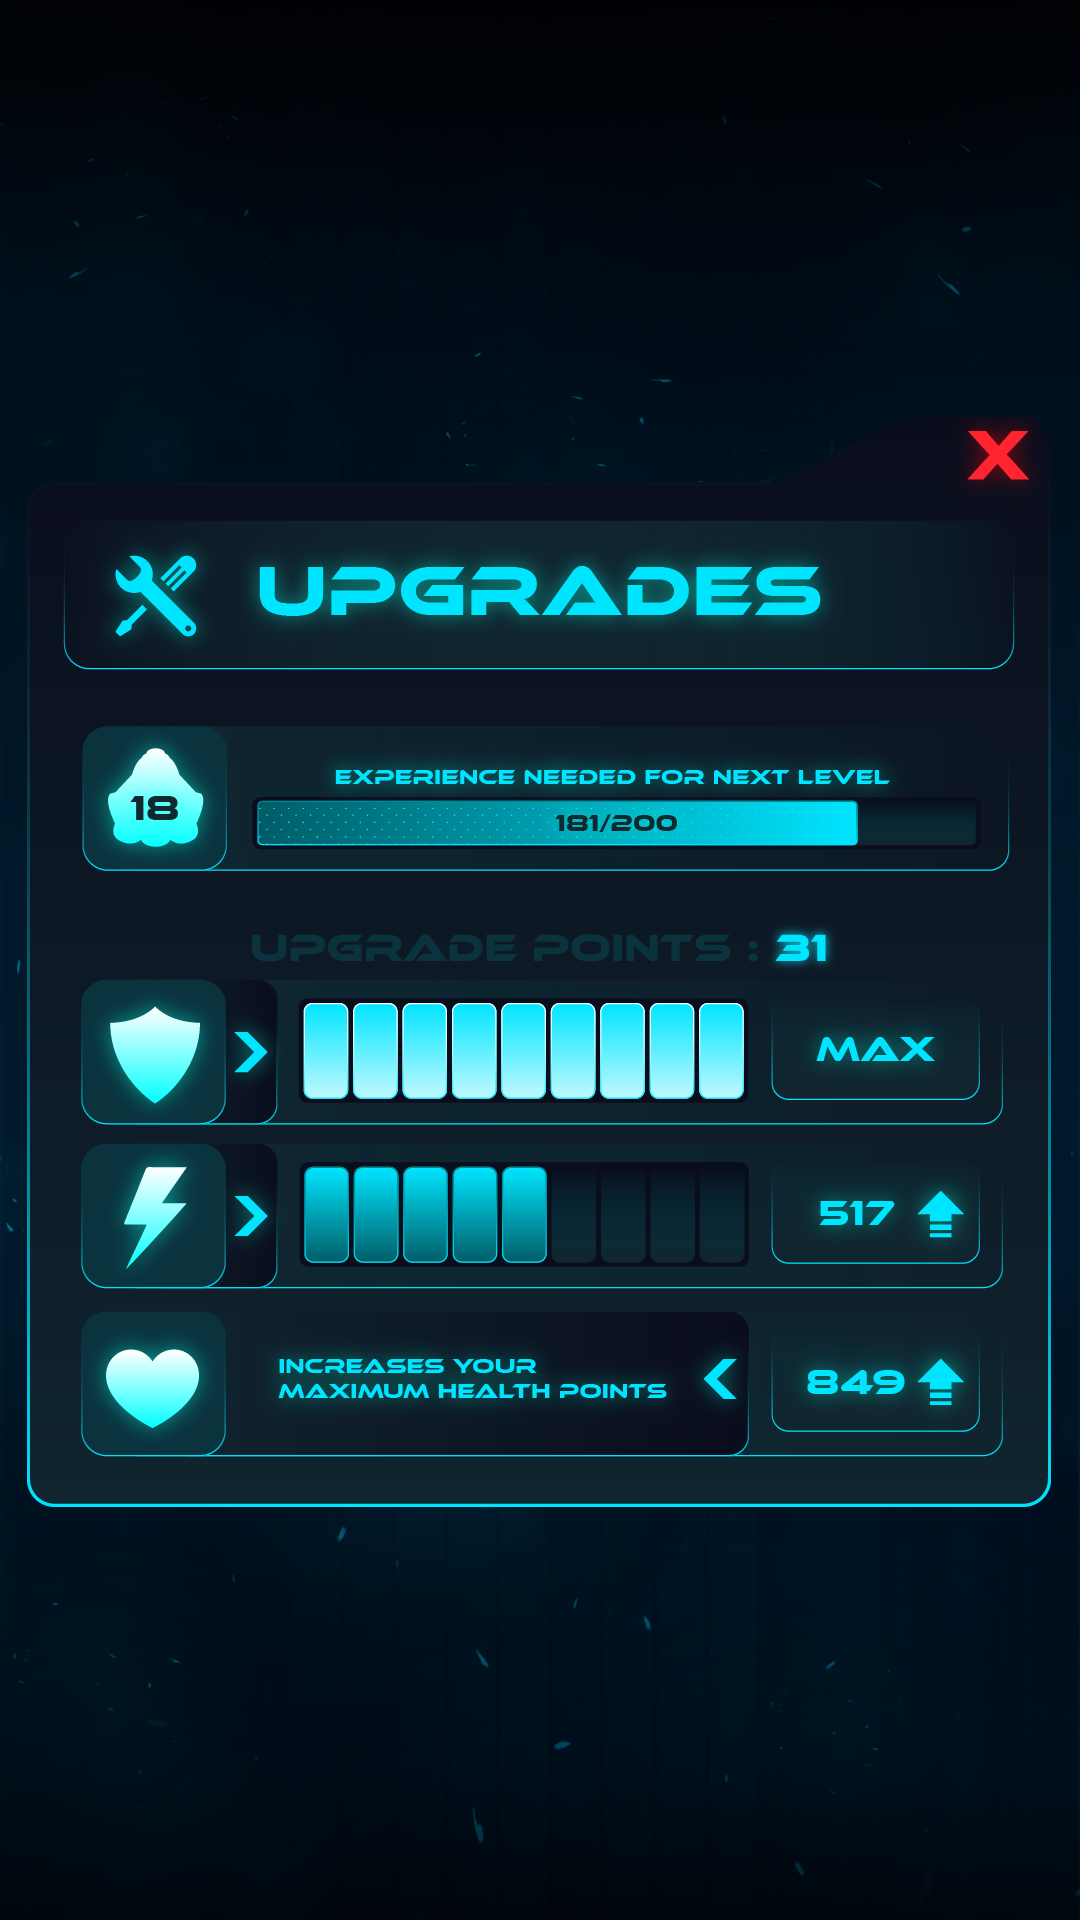 X
UPGRADES
18
EXPERIENCE NEEDED FOR NEXT LEVEL
181/200
UPGRADE POINTS : 31
MAX
517
INCREASES YOUR
MAXIMUM HEALTH POINTS
849